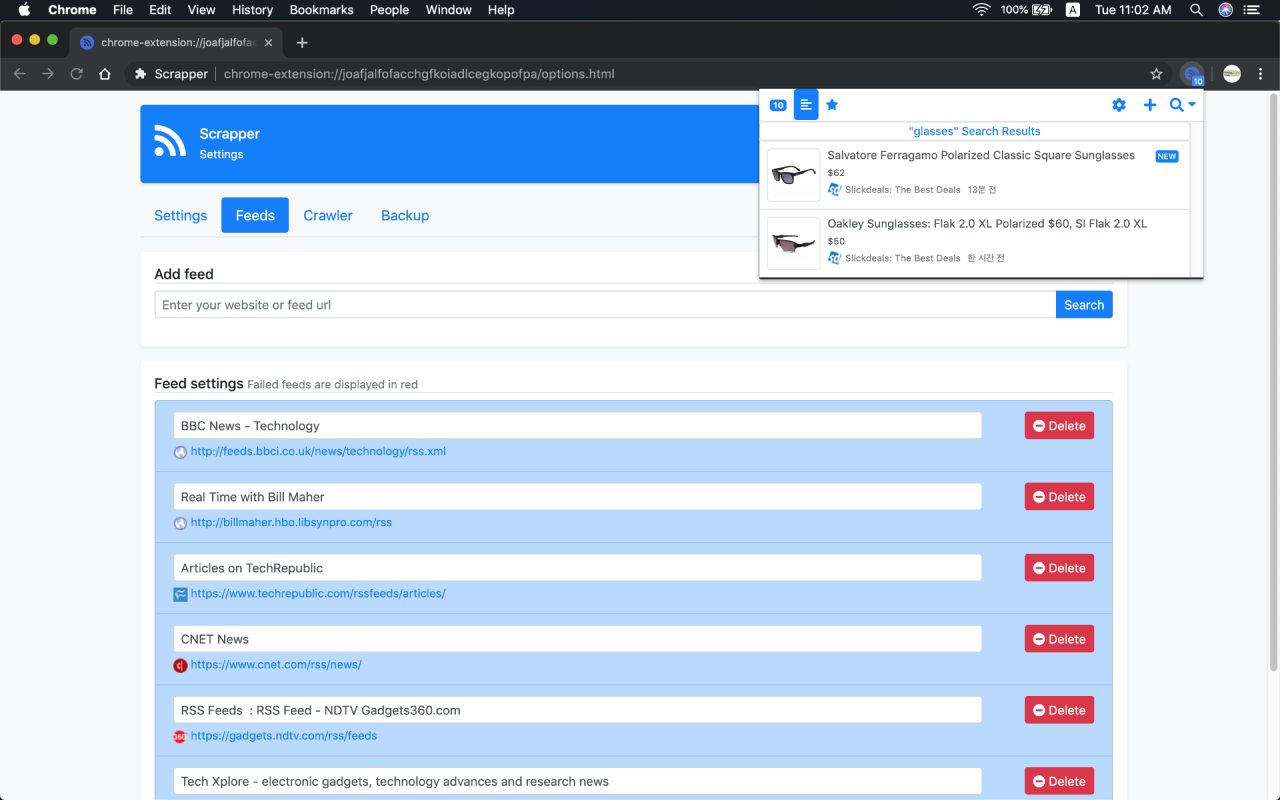 Chrome File Edit View History Bookmarks People Window Help 100% A Tue 11:02 AM
chrome-extension://joafjalfofac
Scrapper chrome-extension://joafjalfofacchgfkoiadlcegkopofpa/options.html 10
10
"glasses" Search Results
Salvatore Ferragamo Polarized Classic Square Sunglasses NEW
$62
Slickdeals: The Best Deals 13분 전
Oakley Sunglasses: Flak 2.0 XL Polarized $60, SI Flak 2.0 XL
$50
Slickdeals: The Best Deals 한 시간 전
Scrapper
Settings
Settings Feeds Crawler Backup
Add feed
Enter your website or feed url Search
Feed settings Failed feeds are displayed in red
BBC News - Technology Delete
http://feeds.bbci.co.uk/news/technology/rss.xml
Real Time with Bill Maher Delete
http://billmaher.hbo.libsynpro.com/rss
Articles on TechRepublic Delete
https://www.techrepublic.com/rssfeeds/articles/
CNET News Delete
https://www.cnet.com/rss/news/
RSS Feeds : RSS Feed - NDTV Gadgets360.com Delete
https://gadgets.ndtv.com/rss/feeds
Tech Xplore - electronic gadgets, technology advances and research news Delete